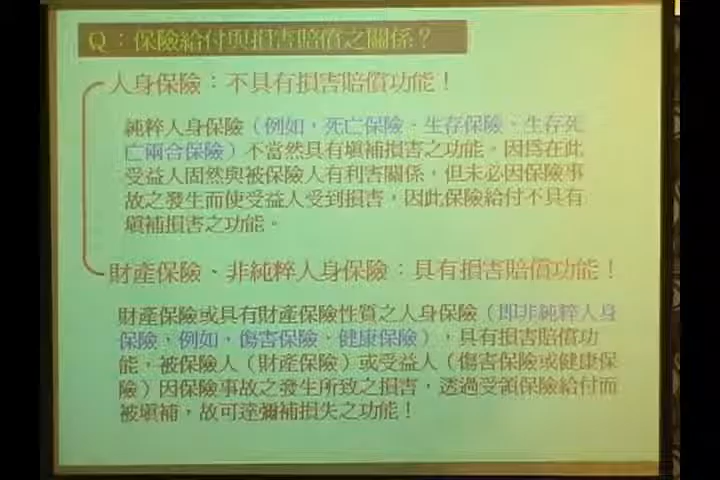 Q：保險給付與損害賠償之關係？
人身保險：不具有損害賠償功能！
純粹人身保險（例如，死亡保險、生存保險、生存死
亡兩合保險）不當然具有填補損害之功能。因為在此
受益人固然與被保險人有利害關係，但未必因保險事
故之發生而使受益人受到損害，因此保險給付不具有
填補損害之功能。
財產保險、非純粹人身保險：具有損害賠償功能！
財產保險或具有財產保險性質之人身保險（即非純粹人身
保險，例如，傷害保險、健康保險），具有損害賠償功
能，被保險人（財產保險）或受益人（傷害保險或健康保
險）因保險事故之發生所致之損害，透過受領保險給付而
被填補，故可達彌補損失之功能！